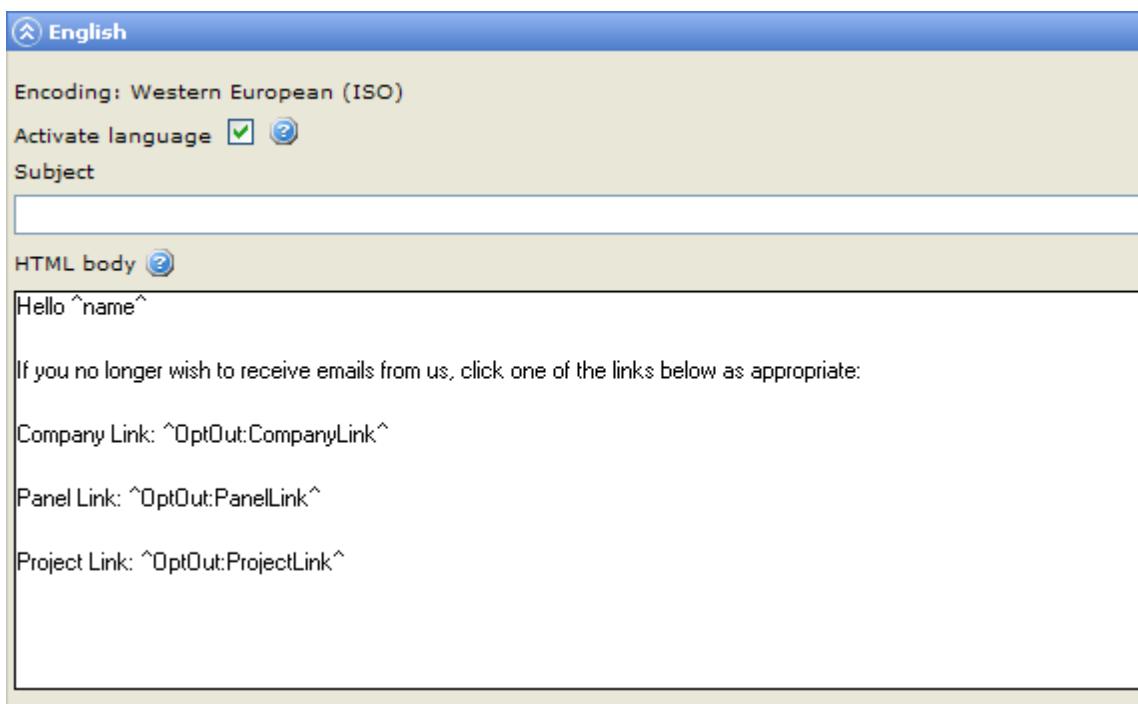 English
Encoding: Western European (ISO)
Activate language
Subject
HTML body
Hello ^name^
If you no longer wish to receive emails from us, click one of the links below as appropriate:
Company Link: ^OptOut:CompanyLink^
Panel Link: ^OptOut:PanelLink^
Project Link: ^OptOut:ProjectLink^